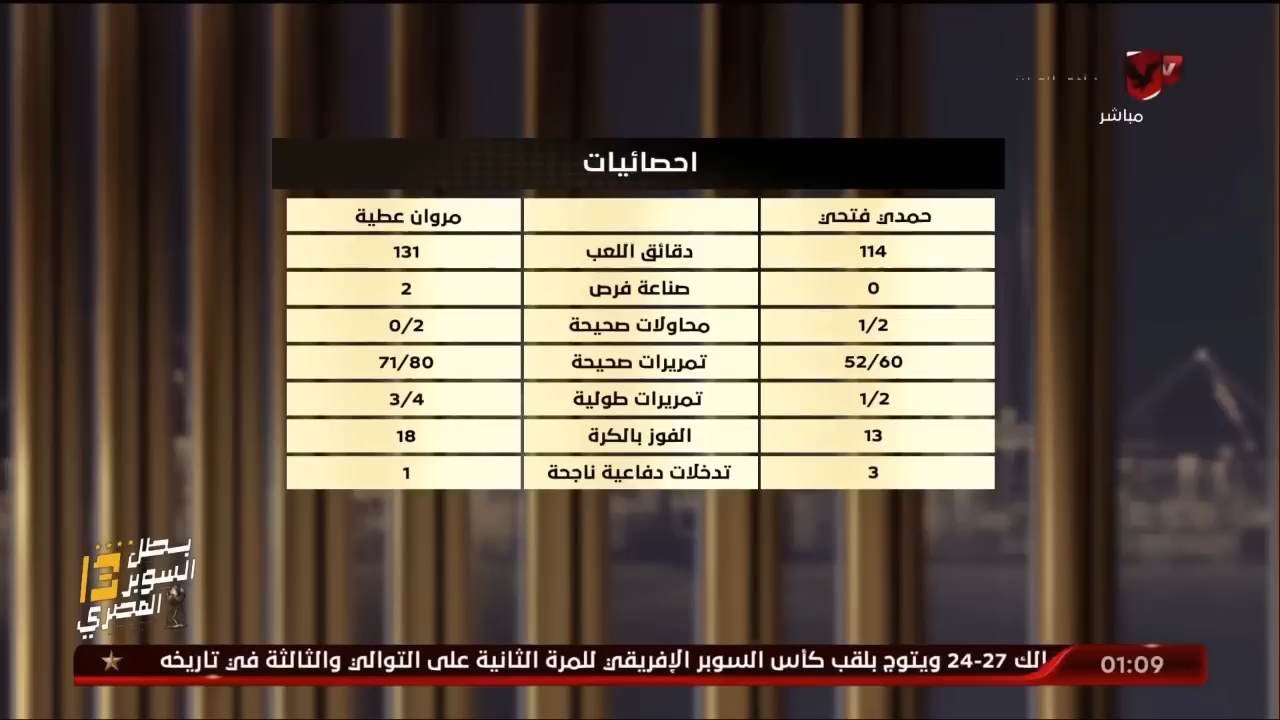 مباشر
احصائيات
حمدي فتحي مروان عطية
114 دقائق اللعب 131
0 صناعة فرص 2
1/2 محاولات صحيحة 0/2
52/60 تمريرات صحيحة 71/80
1/2 تمريرات طولية 3/4
13 الفوز بالكرة 18
3 تدخلات دفاعية ناجحة 1
بطل
السوبر 13
المصري
01:09 الك 27-24 ويتوج بلقب كأس السوبر الإفريقي للمرة الثانية على التوالي والثالثة في تاريخه